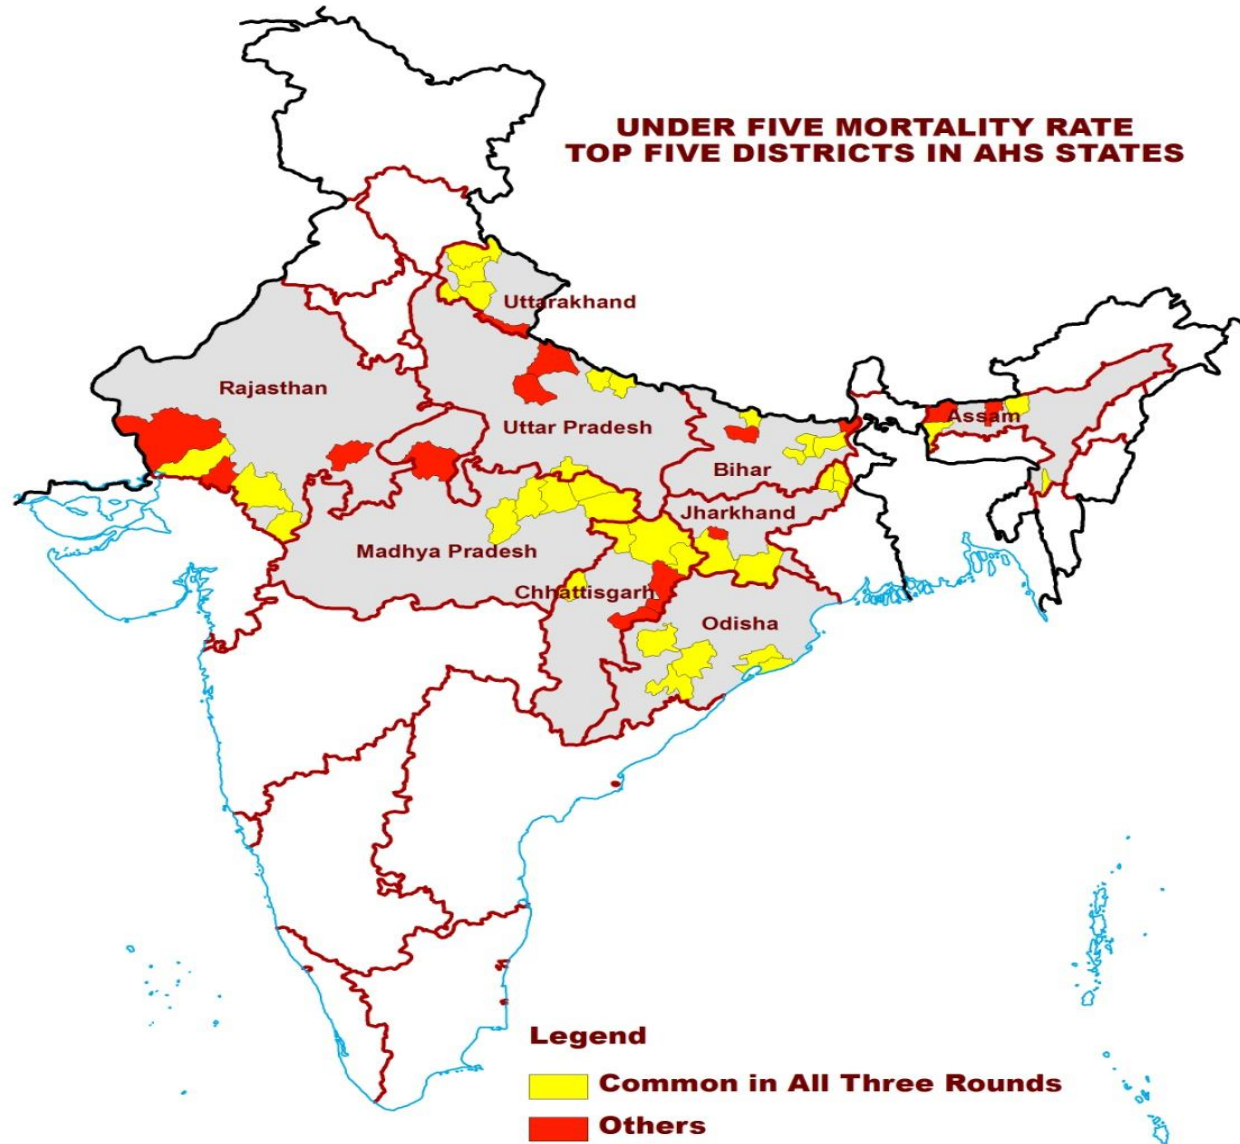 UNDER FIVE MORTALITY RATE
TOP FIVE DISTRICTS IN AHS STATES
Uttarakhand
Rajasthan
Uttar Pradesh
Assam
Bihar
Jharkhand
Madhya Pradesh
Chhattisgarh
Odisha
Legend
Common in All Three Rounds
Others